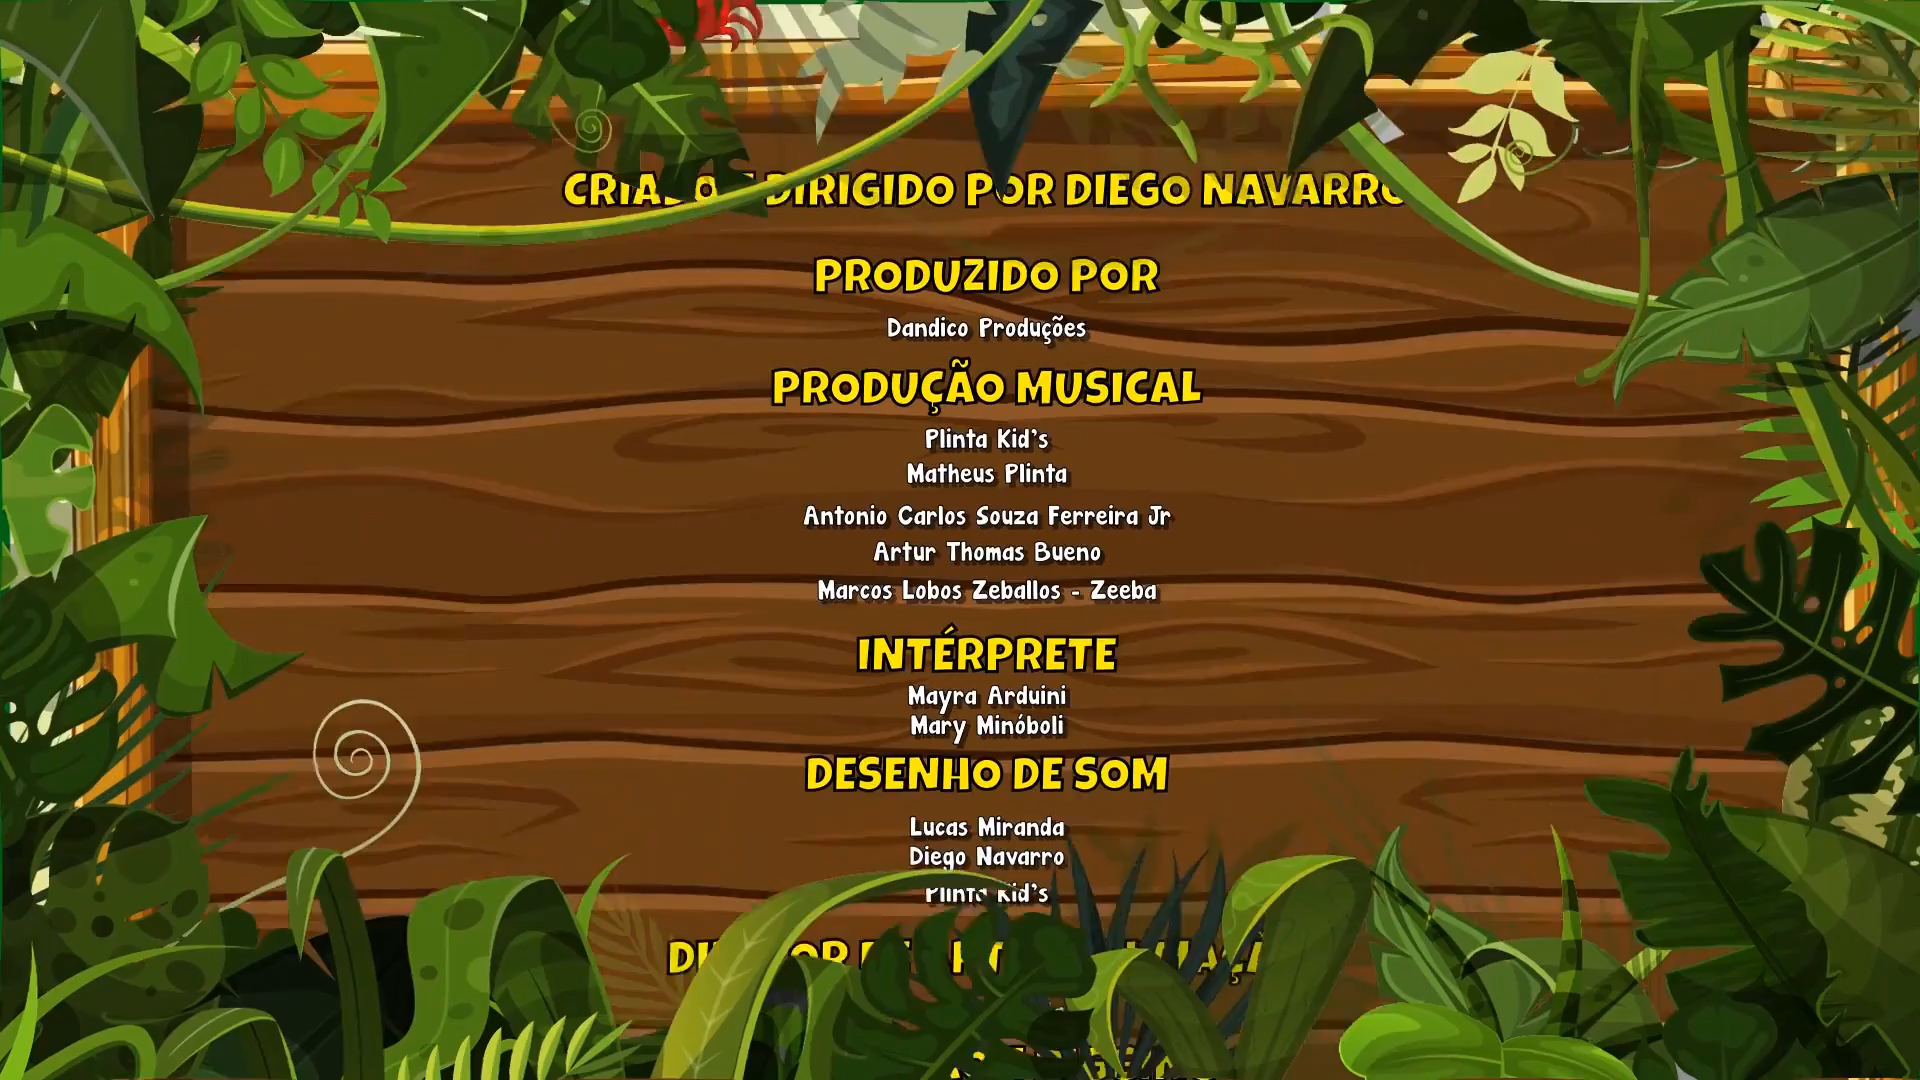 DIRIGIDO POR DIEGO NAVARRO
PRODUZIDO POR
Dandico Produções
PRODUÇÃO MUSICAL
Plinta Kid's
Matheus Plinta
Antonio Carlos Souza Ferreira Jr
Artur Thomas Bueno
Marcos Lobos Zeballos - Zeeba
INTÉRPRETE
Mayra Arduini
Mary Minóboli
DESENHO DE SOM
Lucas Miranda
Diego Navarro
Plinta Kid's